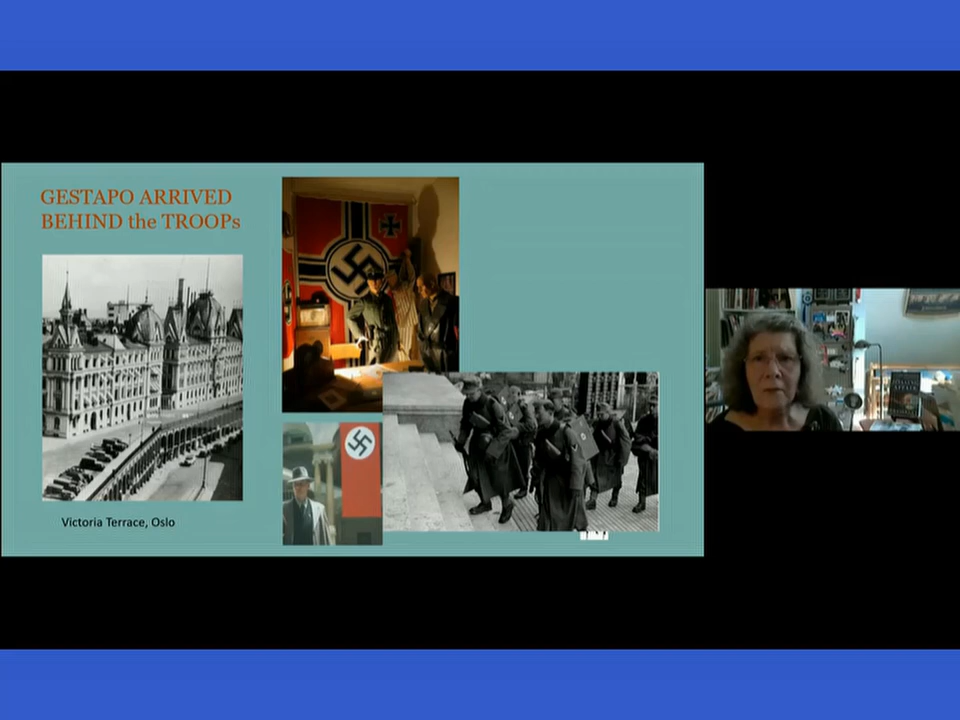 GESTAPO ARRIVED
BEHIND the TROOPs
Victoria Terrace, Oslo